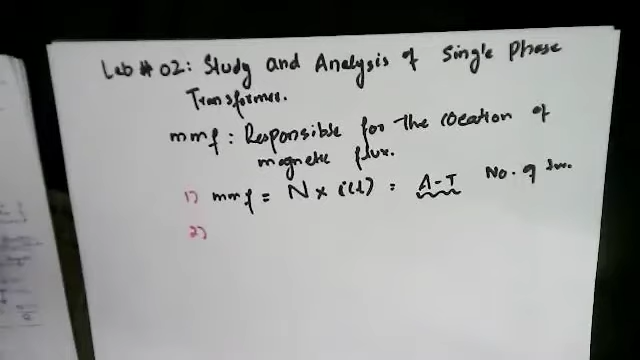 Lab # 02: Study and Analysis of Single Phase
Transformer.
mmf: Responsible for the creation of
magnetic flux.
1) mmf = N x i(t) = A-T No. of
2)